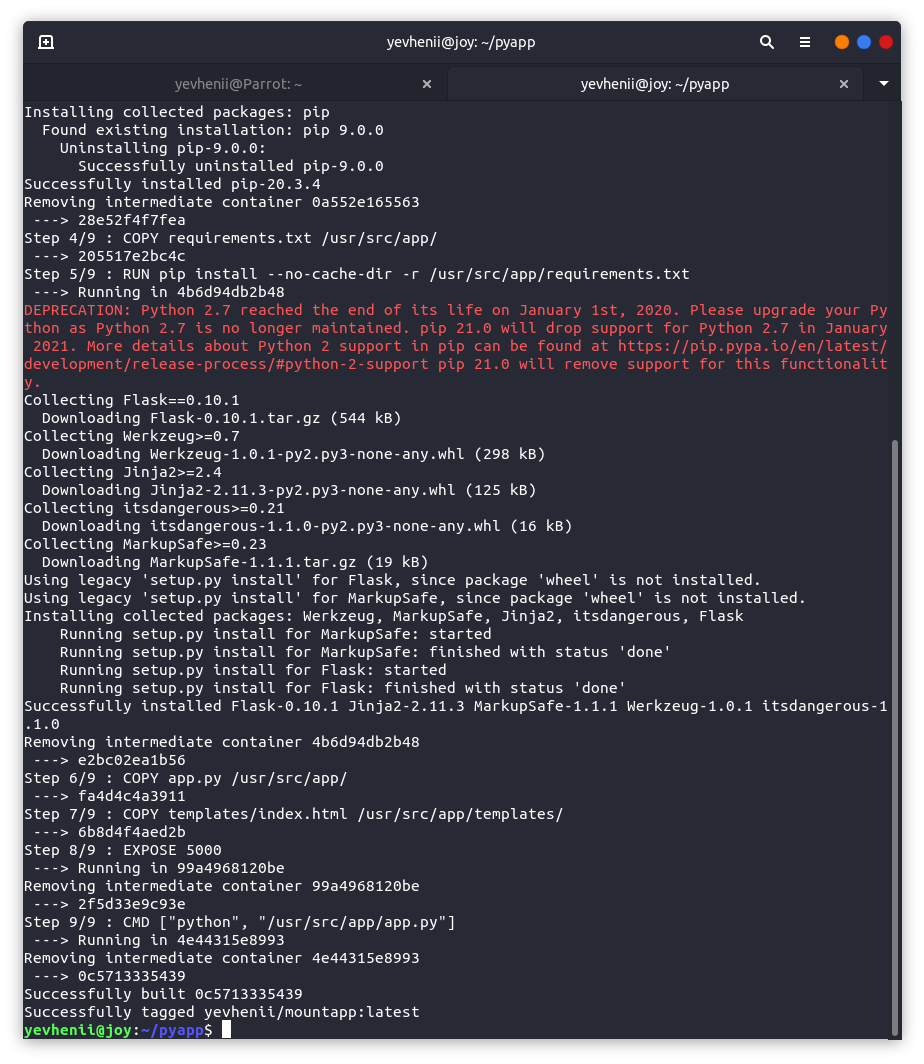 yevhenii@joy: ~/pyapp
yevhenii@Parrot: ~
yevhenii@joy: ~/pyapp
Installing collected packages: pip
  Found existing installation: pip 9.0.0
    Uninstalling pip-9.0.0:
      Successfully uninstalled pip-9.0.0
Successfully installed pip-20.3.4
Removing intermediate container 0a552e165563
 ---> 28e52f4f7fea
Step 4/9 : COPY requirements.txt /usr/src/app/
 ---> 205517e2bc4c
Step 5/9 : RUN pip install --no-cache-dir -r /usr/src/app/requirements.txt
 ---> Running in 4b6d94db2b48
DEPRECATION: Python 2.7 reached the end of its life on January 1st, 2020. Please upgrade your Py
thon as Python 2.7 is no longer maintained. pip 21.0 will drop support for Python 2.7 in January
 2021. More details about Python 2 support in pip can be found at https://pip.pypa.io/en/latest/
development/release-process/#python-2-support pip 21.0 will remove support for this functionalit
y.
Collecting Flask==0.10.1
  Downloading Flask-0.10.1.tar.gz (544 kB)
Collecting Werkzeug>=0.7
  Downloading Werkzeug-1.0.1-py2.py3-none-any.whl (298 kB)
Collecting Jinja2>=2.4
  Downloading Jinja2-2.11.3-py2.py3-none-any.whl (125 kB)
Collecting itsdangerous>=0.21
  Downloading itsdangerous-1.1.0-py2.py3-none-any.whl (16 kB)
Collecting MarkupSafe>=0.23
  Downloading MarkupSafe-1.1.1.tar.gz (19 kB)
Using legacy 'setup.py install' for Flask, since package 'wheel' is not installed.
Using legacy 'setup.py install' for MarkupSafe, since package 'wheel' is not installed.
Installing collected packages: Werkzeug, MarkupSafe, Jinja2, itsdangerous, Flask
    Running setup.py install for MarkupSafe: started
    Running setup.py install for MarkupSafe: finished with status 'done'
    Running setup.py install for Flask: started
    Running setup.py install for Flask: finished with status 'done'
Successfully installed Flask-0.10.1 Jinja2-2.11.3 MarkupSafe-1.1.1 Werkzeug-1.0.1 itsdangerous-1
.1.0
Removing intermediate container 4b6d94db2b48
 ---> e2bc02ea1b56
Step 6/9 : COPY app.py /usr/src/app/
 ---> fa4d4c4a3911
Step 7/9 : COPY templates/index.html /usr/src/app/templates/
 ---> 6b8d4f4aed2b
Step 8/9 : EXPOSE 5000
 ---> Running in 99a4968120be
Removing intermediate container 99a4968120be
 ---> 2f5d33e9c93e
Step 9/9 : CMD ["python", "/usr/src/app/app.py"]
 ---> Running in 4e44315e8993
Removing intermediate container 4e44315e8993
 ---> 0c5713335439
Successfully built 0c5713335439
Successfully tagged yevhenii/mountapp:latest
yevhenii@joy:~/pyapp$